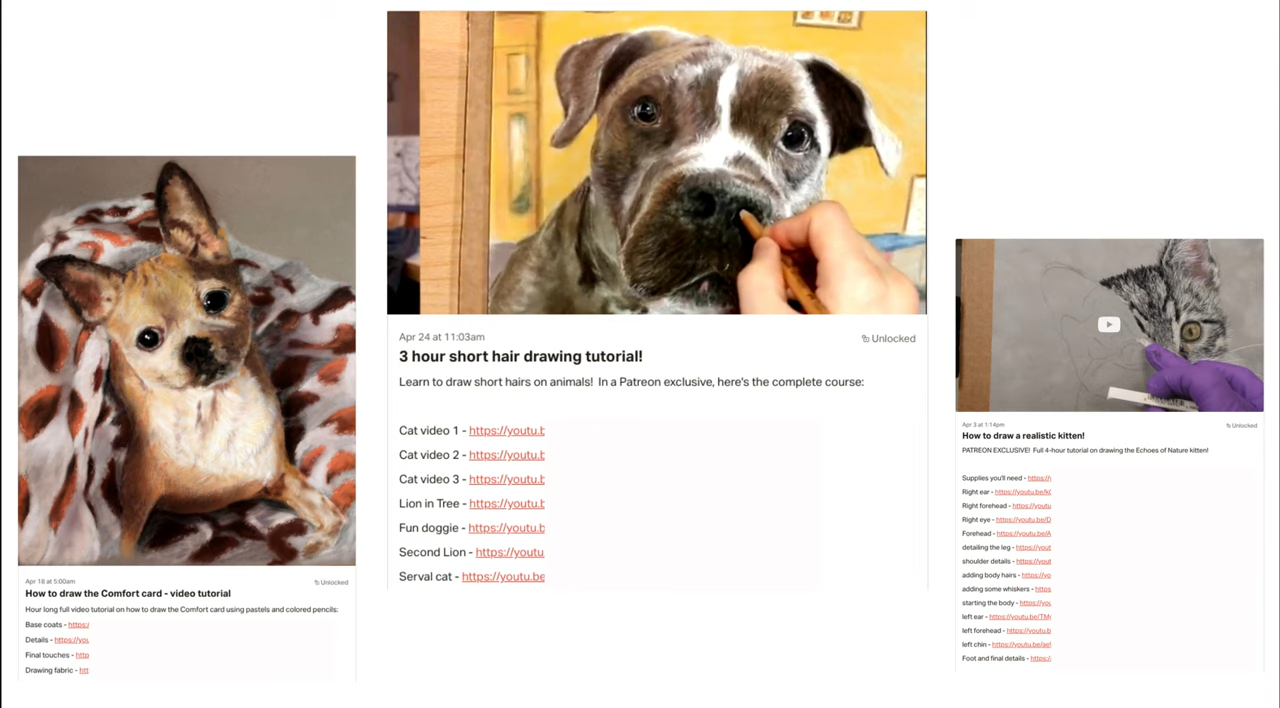 Apr 18 at 5:00am
Unlocked
How to draw the Comfort card - video tutorial
Hour long full video tutorial on how to draw the Comfort card using pastels and colored pencils:
Base coats - https:/
Details - https://you
Final touches - http
Drawing fabric - htt
Apr 24 at 11:03am
Unlocked
3 hour short hair drawing tutorial!
Learn to draw short hairs on animals! In a Patreon exclusive, here's the complete course:
Cat video 1 - https://youtu.b
Cat video 2 - https://youtu.b
Cat video 3 - https://youtu.b
Lion in Tree - https://youtu.b
Fun doggie - https://youtu.b
Second Lion - https://youtu.
Serval cat - https://youtu.be
Apr 3 at 1:14pm
Unlocked
How to draw a realistic kitten!
PATREON EXCLUSIVE! Full 4-hour tutorial on drawing the Echoes of Nature kitten!
Supplies you'll need - https://
Right ear - https://youtu.be/k
Right forehead - https://youtu
Right eye - https://youtu.be/D
Forehead - https://youtu.be/A
detailing the leg - https://yout
shoulder details - https://yout
adding body hairs - https://yo
adding some whiskers - https
starting the body - https://you
left ear - https://youtu.be/TM
left forehead - https://youtu.b
left chin - https://youtu.be/ae
Foot and final details - https:/